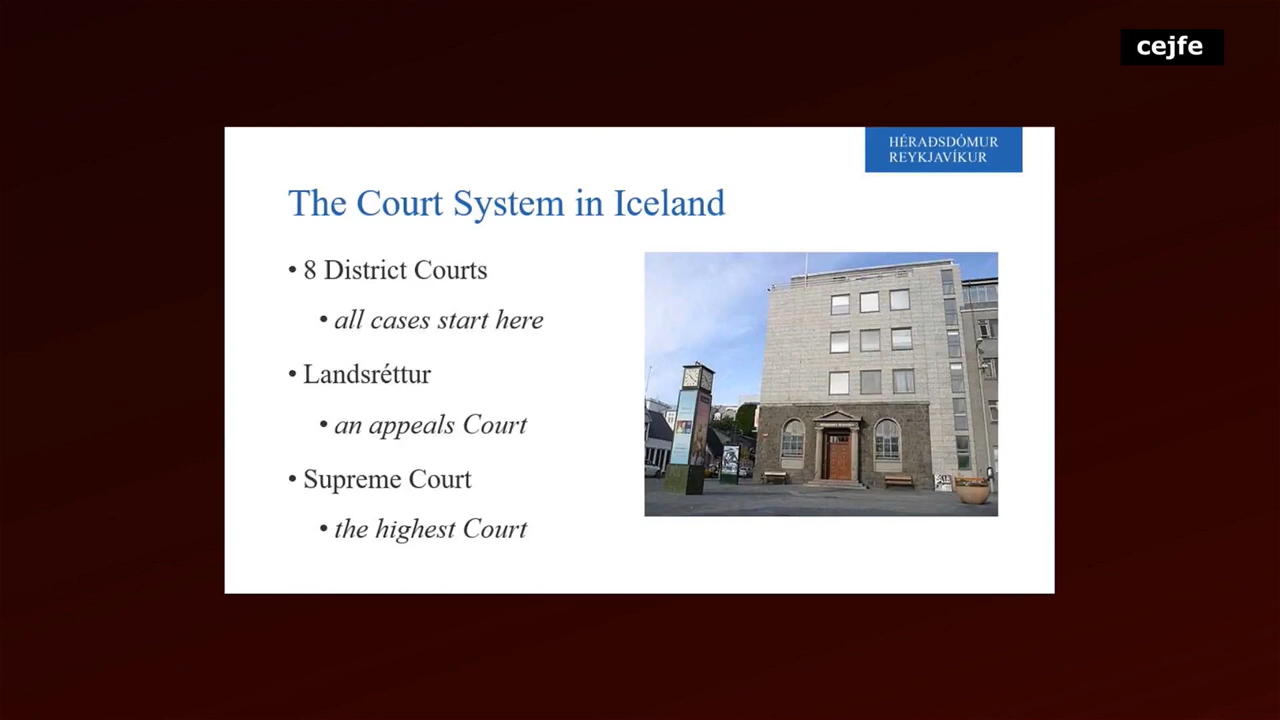 cejfe
HÉRAÐSDÓMUR
REYKJAVÍKUR
The Court System in Iceland
• 8 District Courts
• all cases start here
• Landsréttur
• an appeals Court
• Supreme Court
• the highest Court